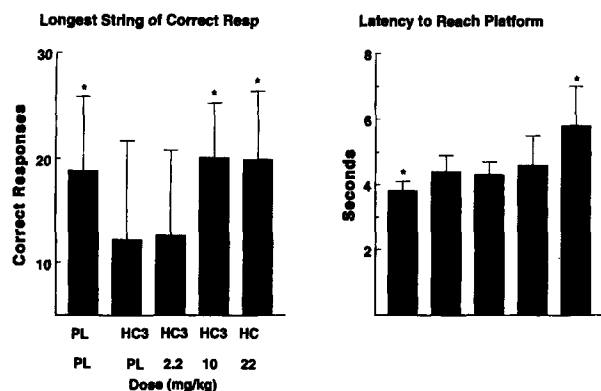 Longest String of Correct Resp
30
20
10
Correct Responses
*
*
*
PL HC3 HC3 HC3 HC
PL PL 2.2 10 22
Dose (mg/kg)
Latency to Reach Platform
8
6
4
2
Seconds
*
*